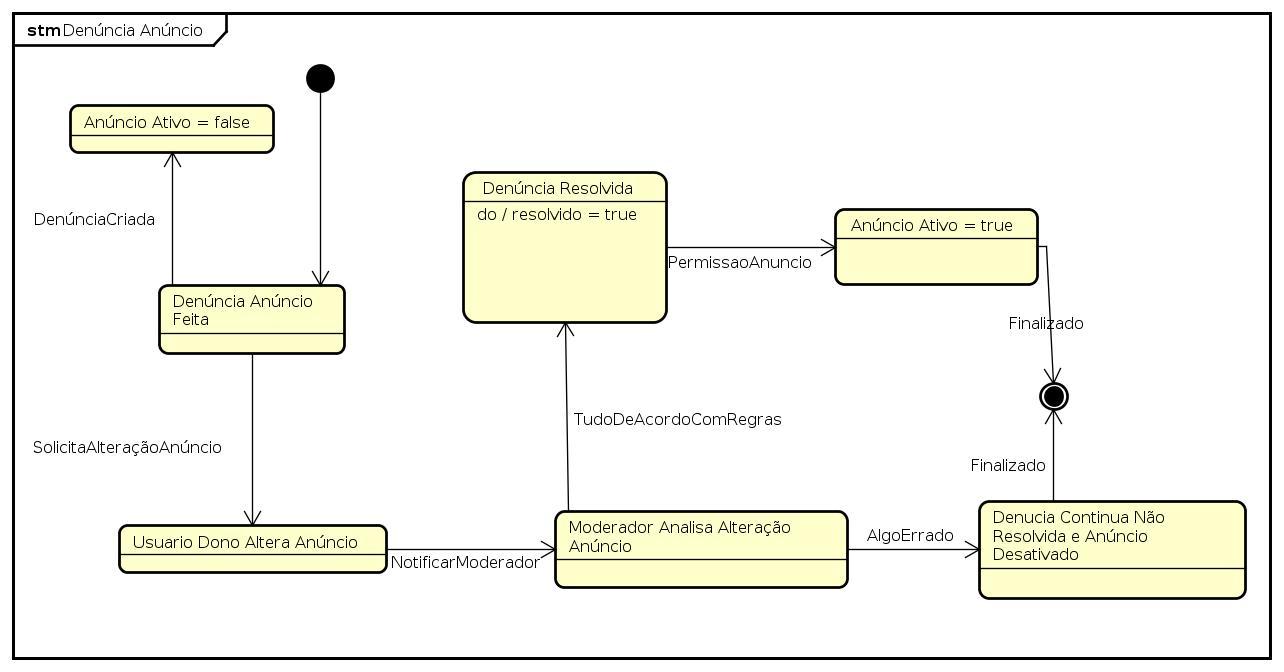 stm Denúncia Anúncio
Anúncio Ativo = false
DenúnciaCriada
Denúncia Anúncio
Feita
SolicitaAlteraçãoAnúncio
Usuario Dono Altera Anúncio
NotificarModerador
Moderador Analisa Alteração
Anúncio
TudoDeAcordoComRegras
Denúncia Resolvida
do / resolvido = true
PermissaoAnuncio
Anúncio Ativo = true
Finalizado
AlgoErrado
Denucia Continua Não
Resolvida e Anúncio
Desativado
Finalizado